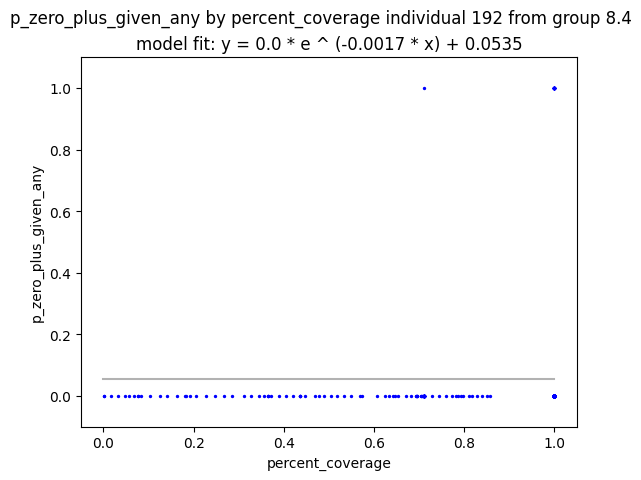 p_zero_plus_given_any by percent_coverage individual 192 from group 8.4
model fit: y = 0.0 * e ^ (-0.0017 * x) + 0.0535
p_zero_plus_given_any
1.0
0.8
0.6
0.4
0.2
0.0
0.0 0.2 0.4 0.6 0.8 1.0
percent_coverage